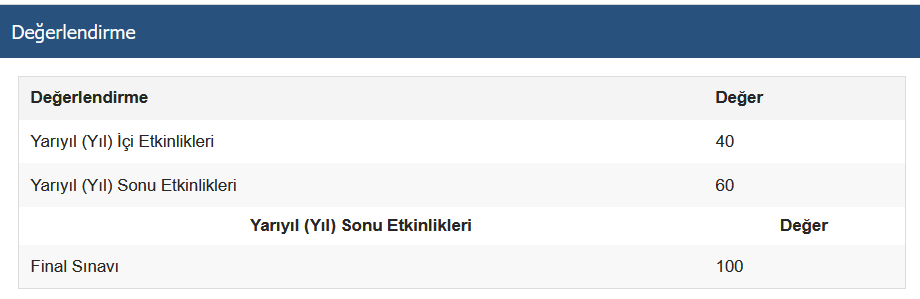 Değerlendirme
Değerlendirme Değer
Yarıyıl (Yıl) İçi Etkinlikleri 40
Yarıyıl (Yıl) Sonu Etkinlikleri 60
Yarıyıl (Yıl) Sonu Etkinlikleri Değer
Final Sınavı 100